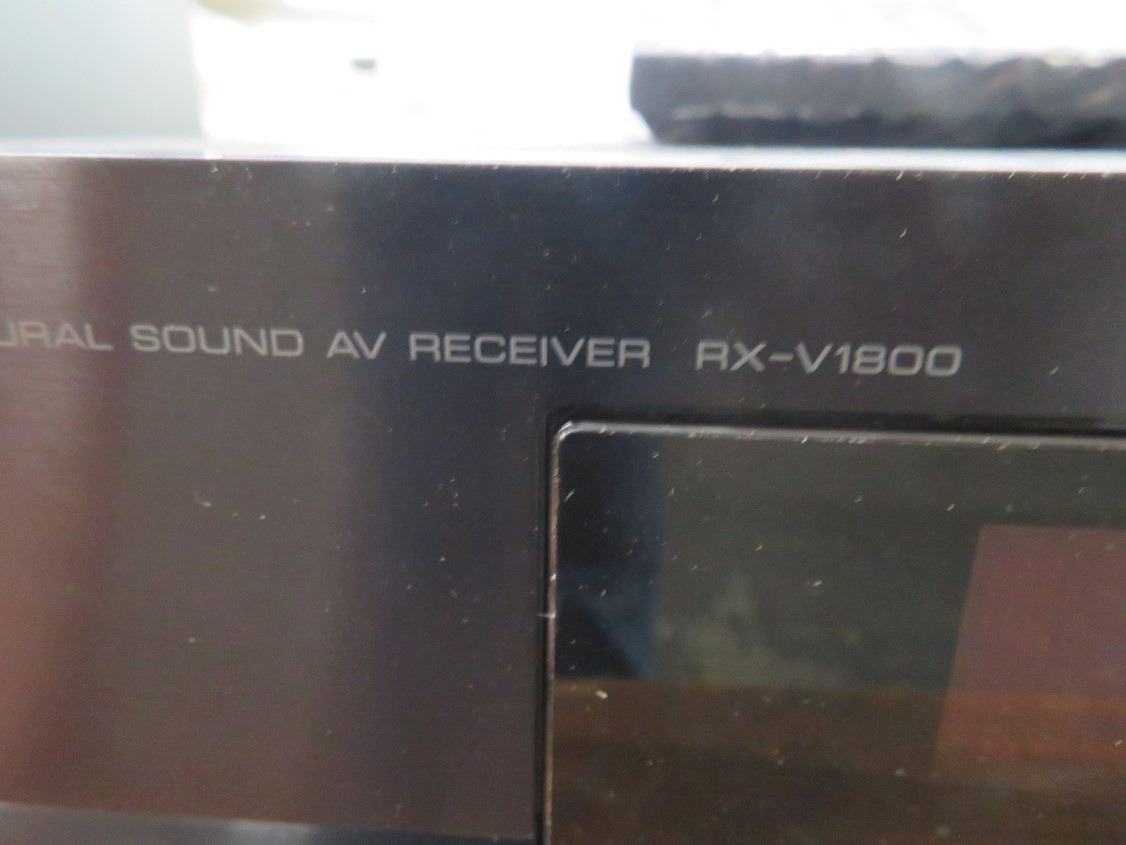 URAL SOUND AV RECEIVER RX-V1800